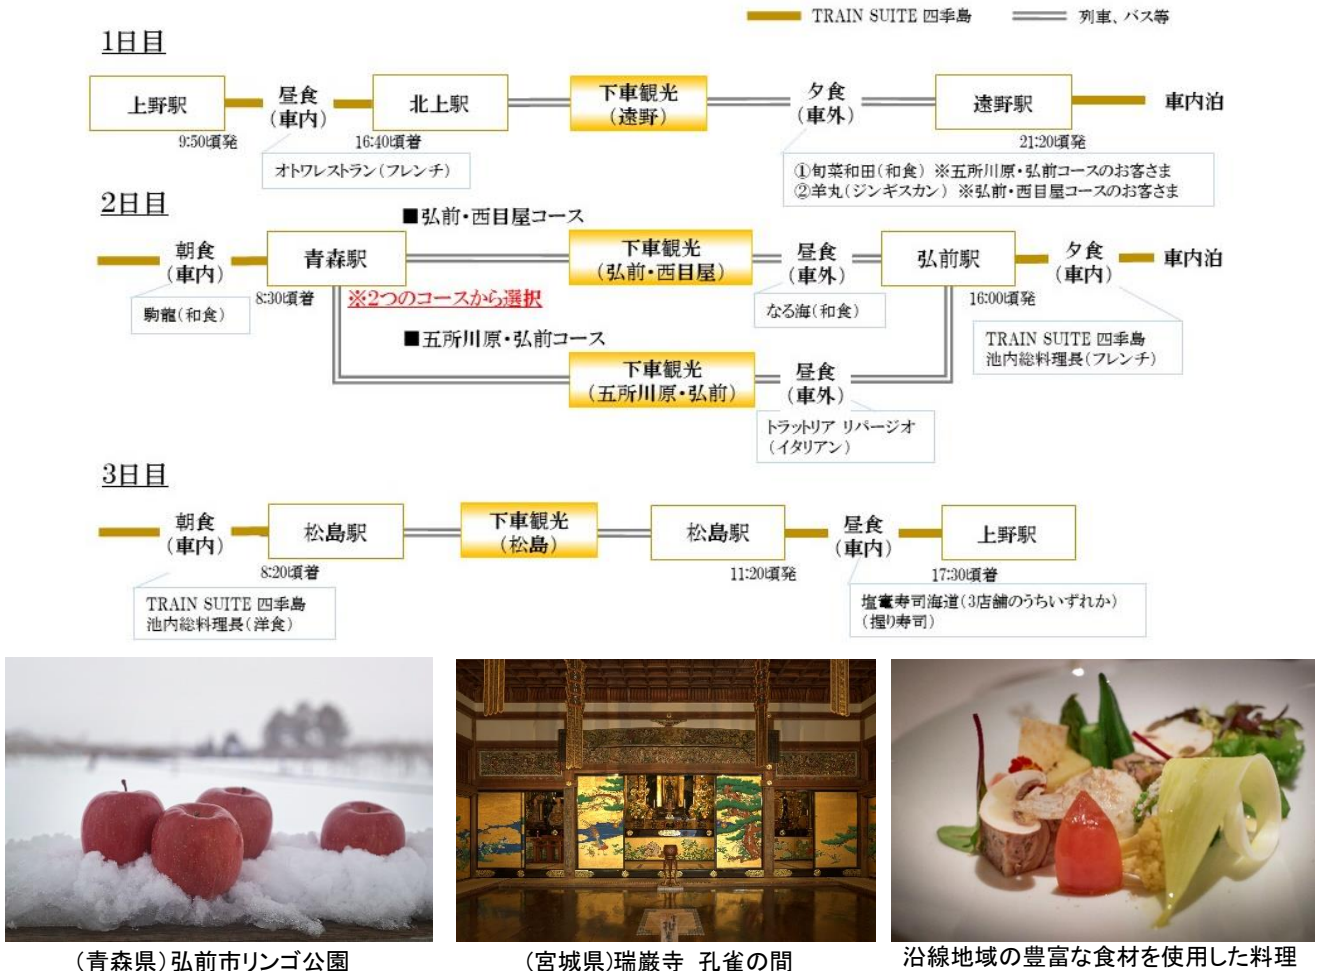 TRAIN SUITE 四季島
列車、バス等
1日目
上野駅
昼食
(車内)
北上駅
下車観光
(遠野)
夕食
(車外)
遠野駅
車内泊
9:50頃発
16:40頃着
21:20頃発
オトワレストラン(フレンチ)
①旬菜和田(和食) ※五所川原・弘前コースのお客さま
②羊丸(ジンギスカン) ※弘前・西目屋コースのお客さま
2日目
■弘前・西目屋コース
朝食
(車内)
青森駅
下車観光
(弘前・西目屋)
昼食
(車外)
弘前駅
夕食
(車内)
車内泊
8:30頃着
※2つのコースから選択
16:00頃発
駒龍(和食)
なる海(和食)
TRAIN SUITE 四季島
池内総料理長(フレンチ)
■五所川原・弘前コース
下車観光
(五所川原・弘前)
昼食
(車外)
トラットリア リパージオ
(イタリアン)
3日目
朝食
(車内)
松島駅
下車観光
(松島)
松島駅
昼食
(車内)
上野駅
8:20頃着
11:20頃発
17:30頃着
TRAIN SUITE 四季島
池内総料理長(洋食)
塩竈寿司海道(3店舗のうちいずれか)
(握り寿司)
(青森県)弘前市リンゴ公園
(宮城県)瑞巌寺 孔雀の間
沿線地域の豊富な食材を使用した料理